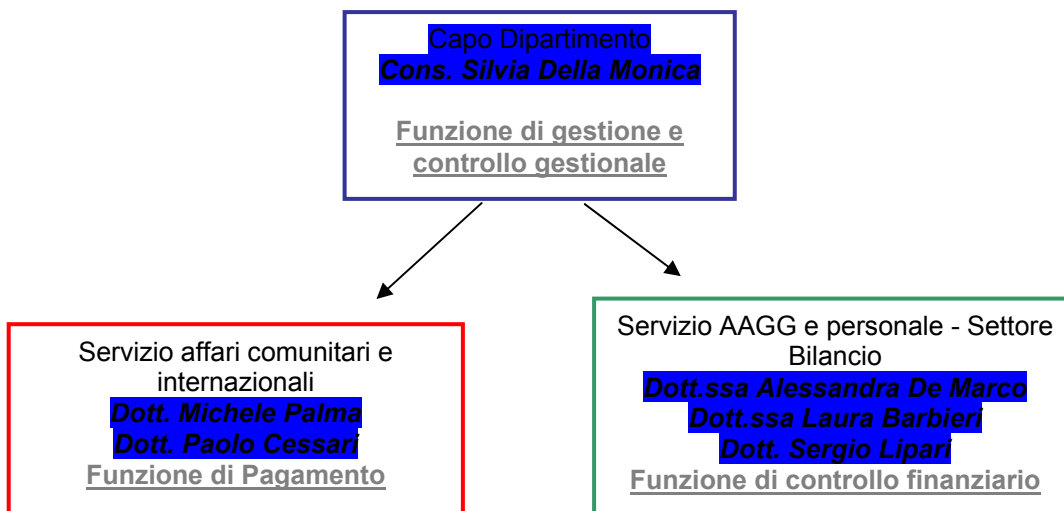 Capo Dipartimento
Cons. Silvia Della Monica
Funzione di gestione e
controllo gestionale
Servizio affari comunitari e
internazionali
Dott. Michele Palma
Dott. Paolo Cessari
Funzione di Pagamento
Servizio AAGG e personale - Settore
Bilancio
Dott.ssa Alessandra De Marco
Dott.ssa Laura Barbieri
Dott. Sergio Lipari
Funzione di controllo finanziario